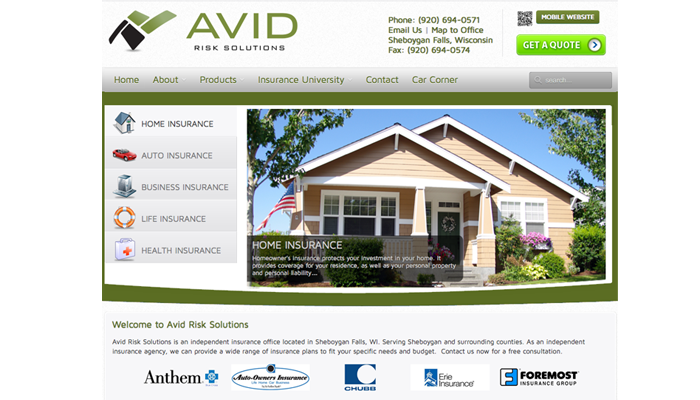 AVID
RISK SOLUTIONS
Phone: (920) 694-0571
Email Us | Map to Office
Sheboygan Falls, Wisconsin
Fax: (920) 694-0574
MOBILE WEBSITE
GET A QUOTE
Home About Products Insurance University Contact Car Corner
search...
HOME INSURANCE
AUTO INSURANCE
BUSINESS INSURANCE
LIFE INSURANCE
HEALTH INSURANCE
HOME INSURANCE
Homeowner's insurance protects your investment in your home. It
provides coverage for your residence, as well as your personal property
and personal liability...
Welcome to Avid Risk Solutions
Avid Risk Solutions is an independent insurance office located in Sheboygan Falls, WI. Serving Sheboygan and surrounding counties. As an independent
insurance agency, we can provide a wide range of insurance plans to fit your specific needs and budget. Contact us now for a free consultation.
Anthem
Auto-Owners Insurance
Life Home Car Business
CHUBB
Erie
Insurance
FOREMOST
INSURANCE GROUP